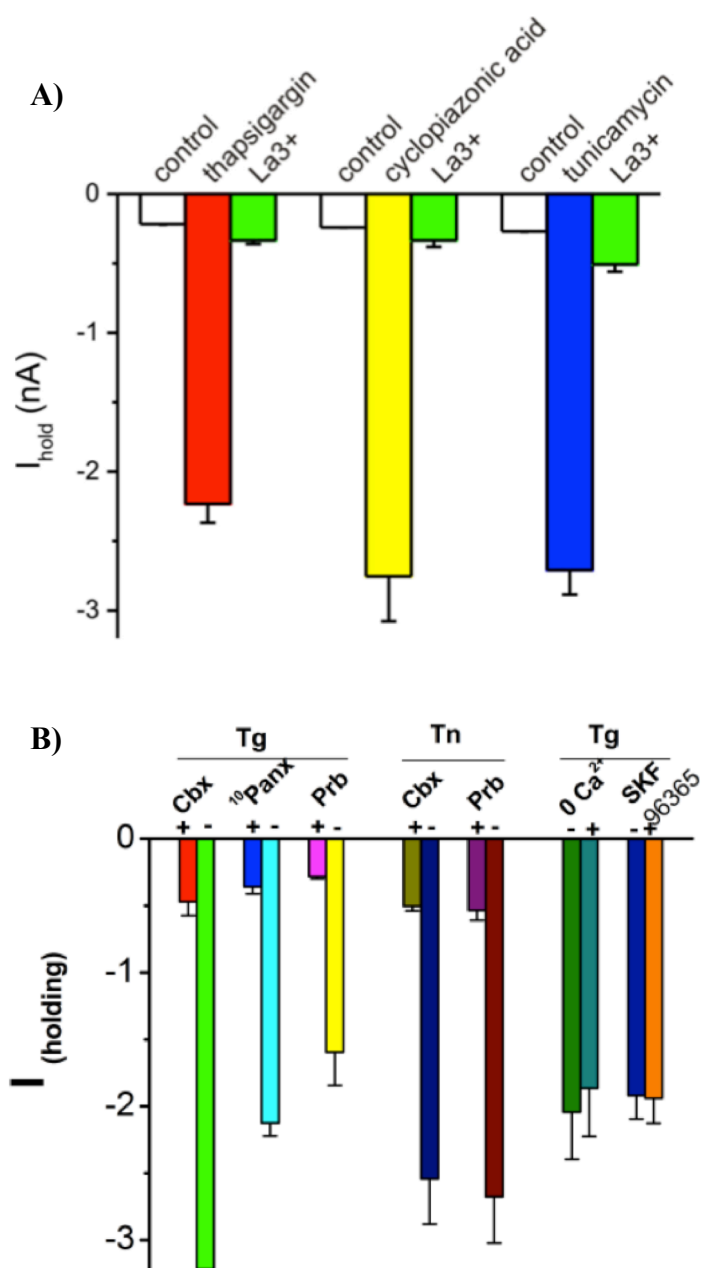 A)
control thapsigargin La3+ control cyclopiazonic acid La3+ control tunicamycin La3+
0
-1
-2
-3
I hold (nA)
B)
Tg Tn Tg
Cbx ¹⁰Panx Prb Cbx Prb 0 Ca²⁺ SKF 96365
+ - + - + - + - + - - + - +
0
-1
-2
-3
I (holding)